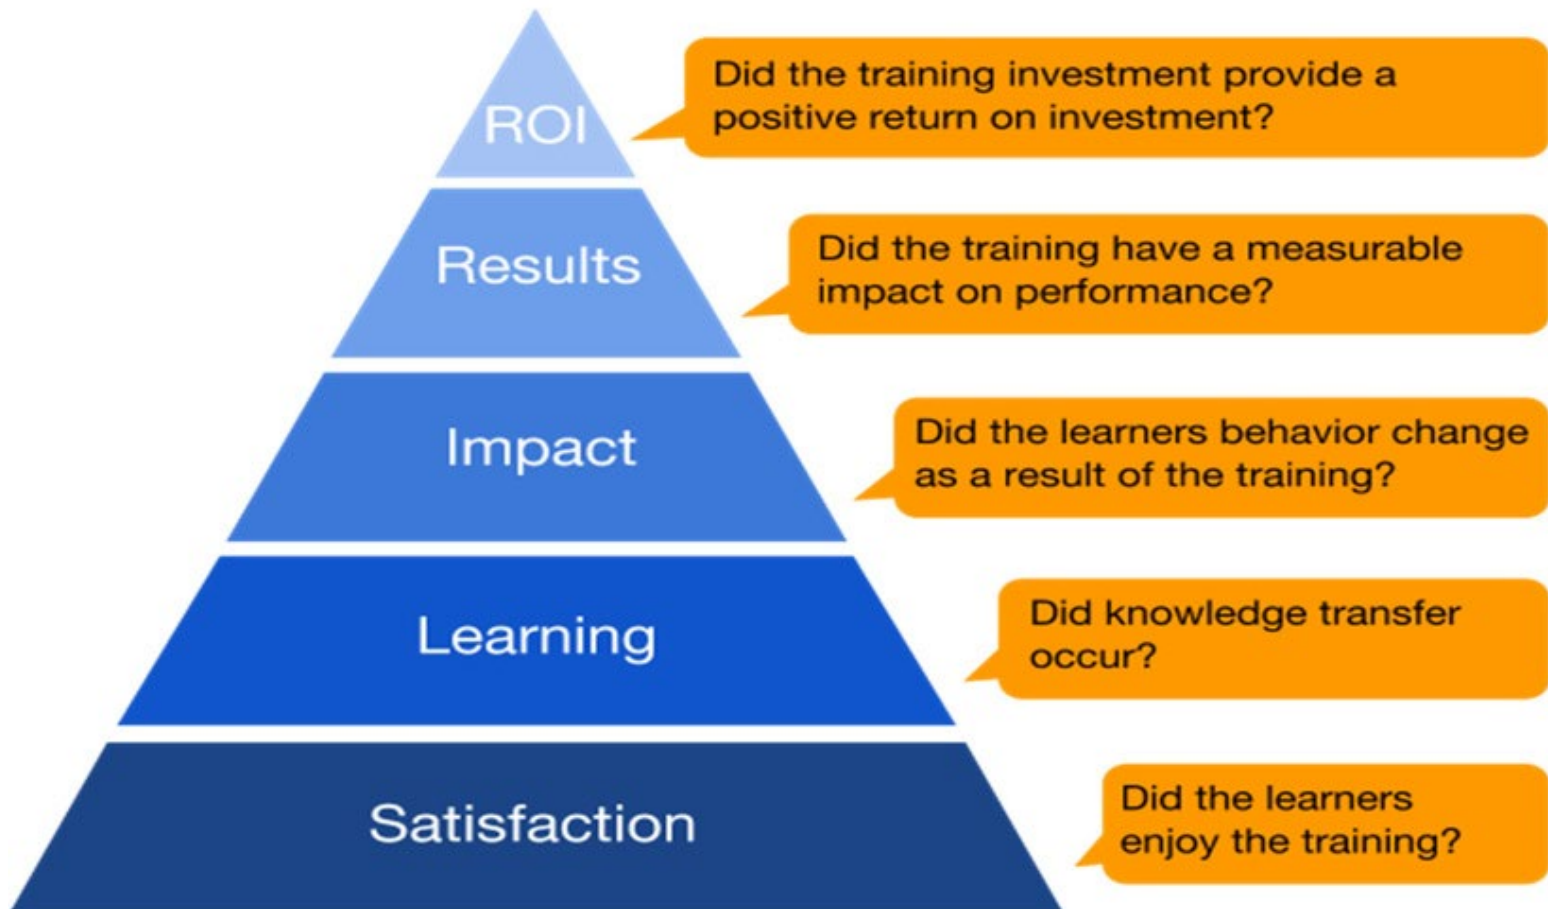 ROI
Did the training investment provide a
positive return on investment?
Results
Did the training have a measurable
impact on performance?
Impact
Did the learners behavior change
as a result of the training?
Learning
Did knowledge transfer
occur?
Satisfaction
Did the learners
enjoy the training?